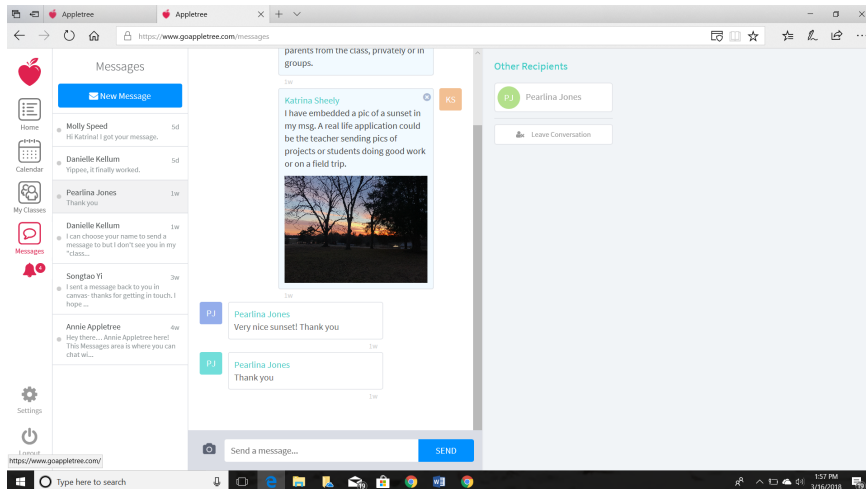 Appletree
Appletree
https://www.goappletree.com/messages
Messages
New Message
Home
Calendar
My Classes
Messages
4
Settings
Logout
Molly Speed 5d
Hi Katrina! I got your message.
Danielle Kellum 5d
Yippee, it finally worked.
Pearlina Jones 1w
Thank you
Danielle Kellum 1w
I can choose your name to send a
message to but I don't see you in my
"class...
Songtao Yi 3w
I sent a message back to you in
canvas- thanks for getting in touch. I
hope ...
Annie Appletree 4w
Hey there... Annie Appletree here!
This Messages area is where you can
chat wi...
parents from the class, privately or in
groups.
1w
Katrina Sheely
KS
I have embedded a pic of a sunset in
my msg. A real life application could
be the teacher sending pics of
projects or students doing good work
or on a field trip.
1w
PJ
Pearlina Jones
Very nice sunset! Thank you
1w
PJ
Pearlina Jones
Thank you
1w
Send a message...
SEND
Other Recipients
PJ Pearlina Jones
Leave Conversation
https://www.goappletree.com/
Type here to search
1:57 PM
3/16/2018